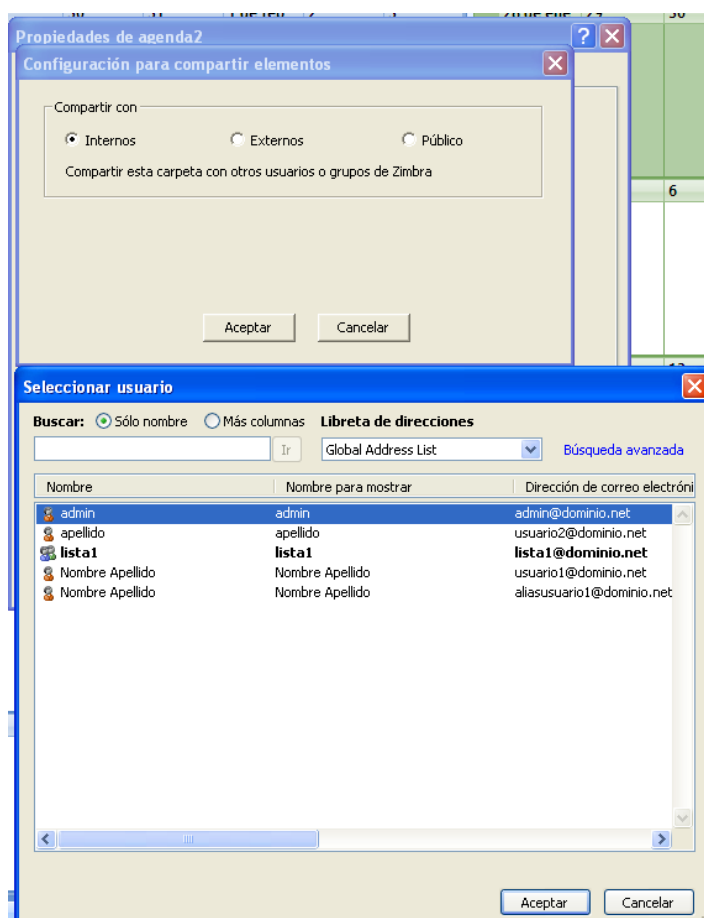 Propiedades de agenda2
Configuración para compartir elementos
Compartir con
Internos Externos Público
Compartir esta carpeta con otros usuarios o grupos de Zimbra
6
Aceptar Cancelar
Seleccionar usuario
Buscar: Sólo nombre Más columnas Libreta de direcciones
Ir Global Address List Búsqueda avanzada
Nombre Nombre para mostrar Dirección de correo electróni
admin admin admin@dominio.net
apellido apellido usuario2@dominio.net
lista1 lista1 lista1@dominio.net
Nombre Apellido Nombre Apellido usuario1@dominio.net
Nombre Apellido Nombre Apellido aliasusuario1@dominio.net
Aceptar Cancelar